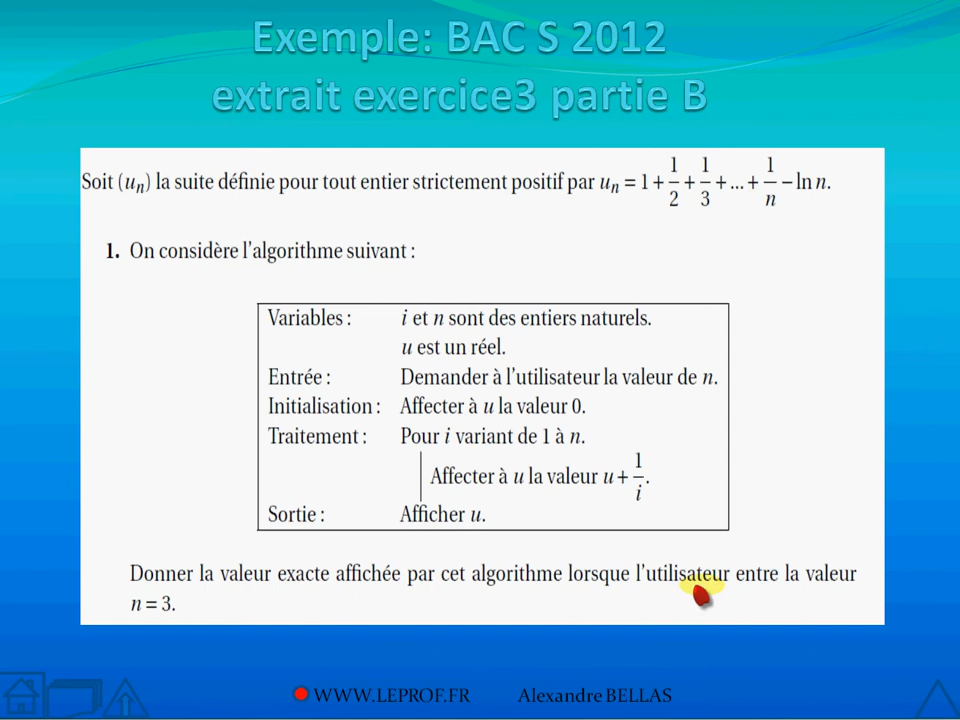 Exemple: BAC S 2012
extrait exercice3 partie B
Soit (uₙ) la suite définie pour tout entier strictement positif par uₙ = 1 + 1/2 + 1/3 + ... + 1/n − ln n.
1. On considère l'algorithme suivant :
Variables : i et n sont des entiers naturels.
u est un réel.
Entrée : Demander à l'utilisateur la valeur de n.
Initialisation : Affecter à u la valeur 0.
Traitement : Pour i variant de 1 à n.
Affecter à u la valeur u + 1/i.
Sortie : Afficher u.
Donner la valeur exacte affichée par cet algorithme lorsque l'utilisateur entre la valeur
n = 3.
WWW.LEPROF.FR Alexandre BELLAS